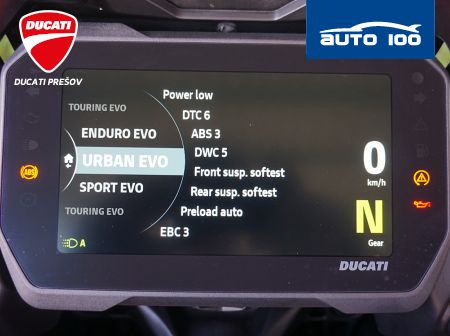 DUCATI
DUCATI PREŠOV
AUTO 100
TOURING EVO
ENDURO EVO
URBAN EVO
SPORT EVO
TOURING EVO
Power low
DTC 6
ABS 3
DWC 5
Front susp. softest
Rear susp. softest
Preload auto
EBC 3
0
km/h
N
Gear
ABS
A
DUCATI